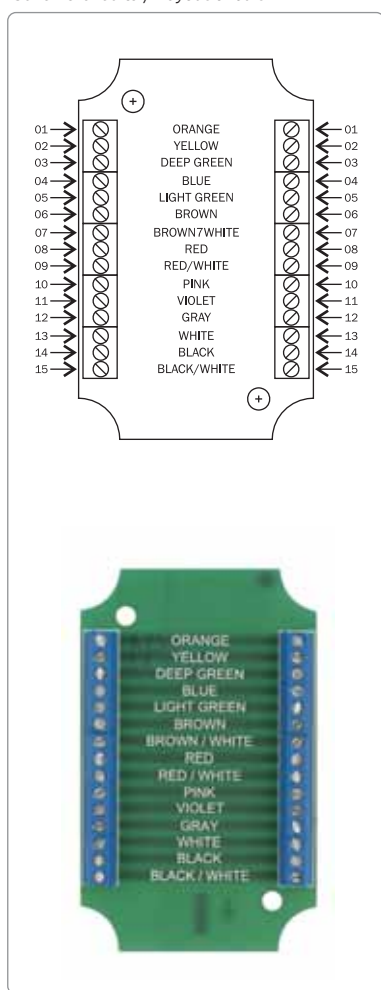 01 ORANGE 01
02 YELLOW 02
03 DEEP GREEN 03
04 BLUE 04
05 LIGHT GREEN 05
06 BROWN 06
07 BROWN7WHITE 07
08 RED 08
09 RED/WHITE 09
10 PINK 10
11 VIOLET 11
12 GRAY 12
13 WHITE 13
14 BLACK 14
15 BLACK/WHITE 15
ORANGE
YELLOW
DEEP GREEN
BLUE
LIGHT GREEN
BROWN
BROWN / WHITE
RED
RED / WHITE
PINK
VIOLET
GRAY
WHITE
BLACK
BLACK / WHITE